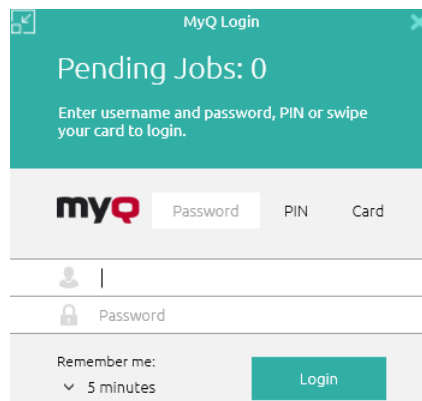 MyQ Login
Pending Jobs: 0
Enter username and password, PIN or swipe
your card to login.
myQ Password PIN Card
Password
Remember me:
5 minutes
Login